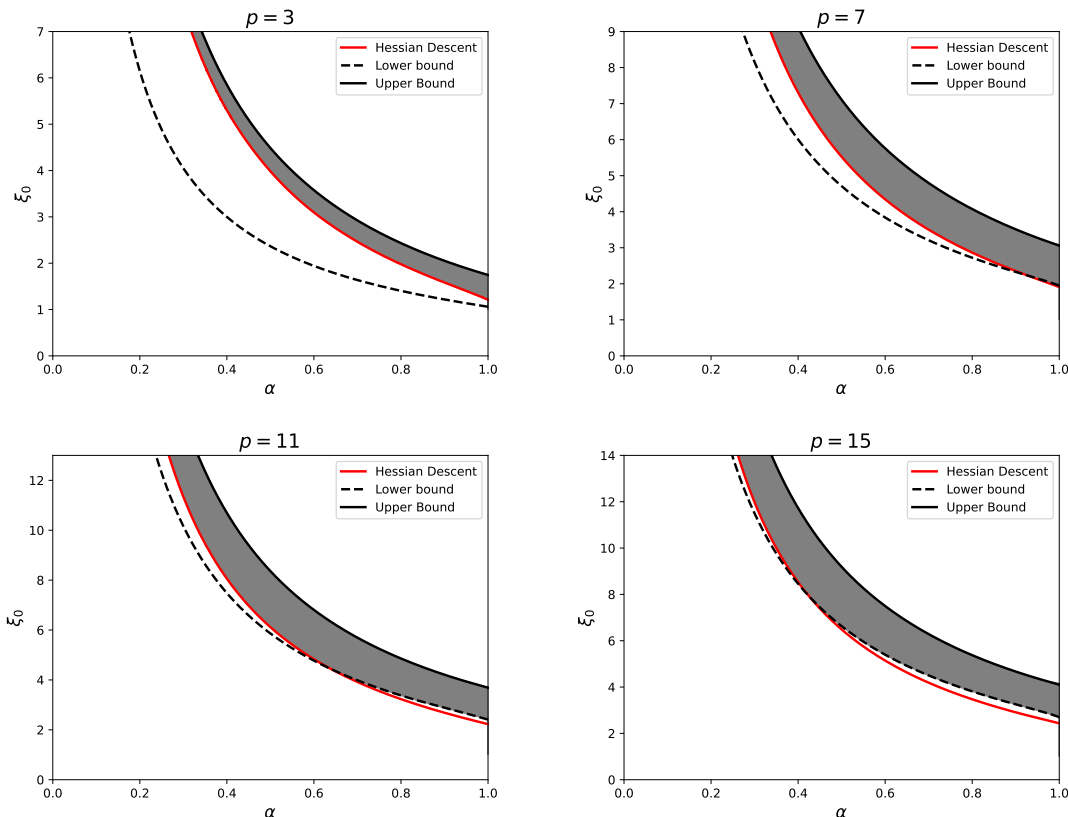 p = 3
7
6
5
4
3
2
1
0
ξ0
Hessian Descent
Lower bound
Upper Bound
0.0 0.2 0.4 0.6 0.8 1.0
α
p = 7
9
8
7
6
5
4
3
2
1
0
ξ0
Hessian Descent
Lower bound
Upper Bound
0.0 0.2 0.4 0.6 0.8 1.0
α
p = 11
12
10
8
6
4
2
0
ξ0
Hessian Descent
Lower bound
Upper Bound
0.0 0.2 0.4 0.6 0.8 1.0
α
p = 15
14
12
10
8
6
4
2
0
ξ0
Hessian Descent
Lower bound
Upper Bound
0.0 0.2 0.4 0.6 0.8 1.0
α